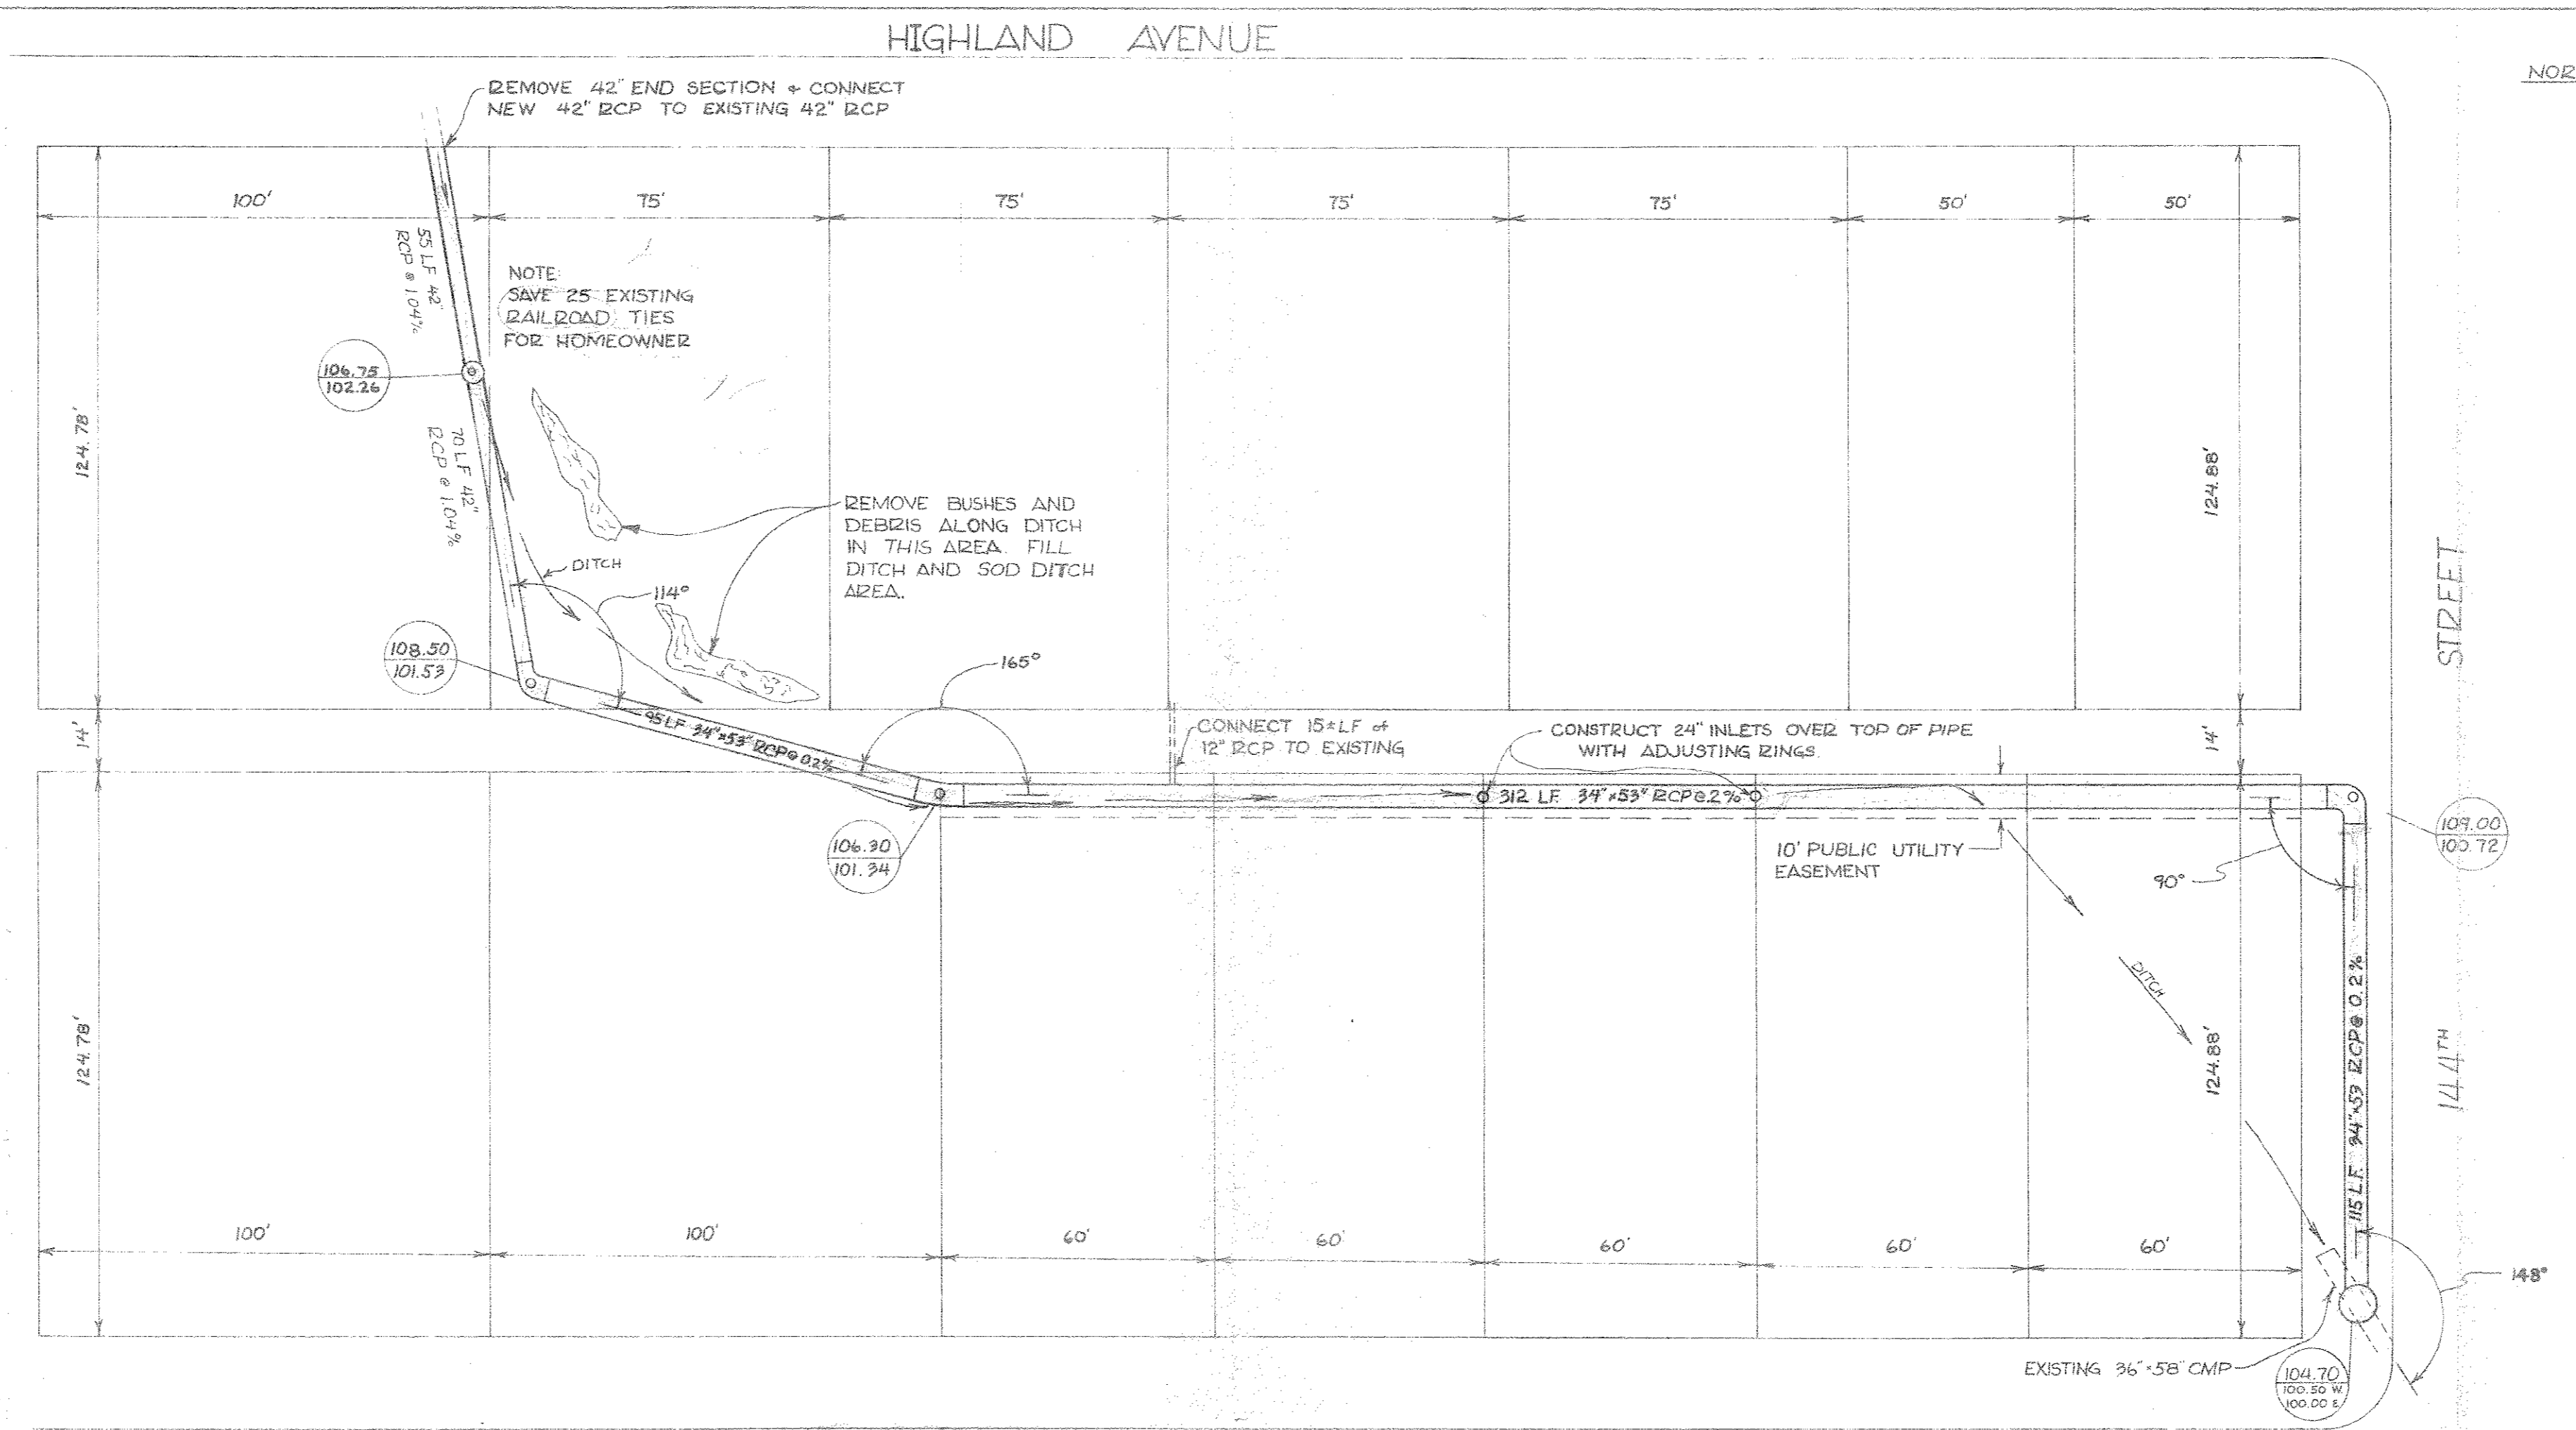 HIGHLAND AVENUE
NOR
REMOVE 42" END SECTION & CONNECT
NEW 42" RCP TO EXISTING 42" RCP
100'
75'
75'
75'
75'
50'
50'
55 LF 42"
RCP @ 1.04%
NOTE:
SAVE 25 EXISTING
RAILROAD TIES
FOR HOMEOWNER
106.75
102.26
124.78'
70 LF 42"
RCP @ 1.04%
124.88'
REMOVE BUSHES AND
DEBRIS ALONG DITCH
IN THIS AREA. FILL
DITCH AND SOD DITCH
AREA.
DITCH
114°
STREET
108.50
101.53
165°
14'
95 LF 34"×53" RCP@ 0.2%
CONNECT 15± LF of
12" RCP TO EXISTING
CONSTRUCT 24" INLETS OVER TOP OF PIPE
WITH ADJUSTING RINGS.
14'
312 LF 34"×53" RCP@.2%
106.30
101.34
10' PUBLIC UTILITY
EASEMENT
109.00
100.72
90°
DITCH
124.78'
124.88'
115 LF 34"×53 RCP@ 0.2%
144TH
100'
100'
60'
60'
60'
60'
60'
148°
EXISTING 36"×58" CMP
104.70
100.50 W.
100.00 E.